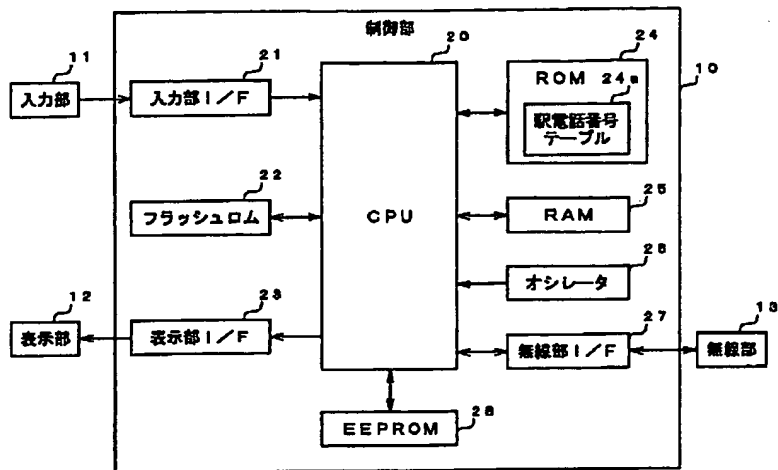 制御部
11
入力部
21
入力部I/F
20
CPU
24
ROM
24a
駅電話番号
テーブル
10
22
フラッシュロム
25
RAM
26
オシレータ
12
表示部
23
表示部I/F
27
無線部I/F
13
無線部
28
EEPROM